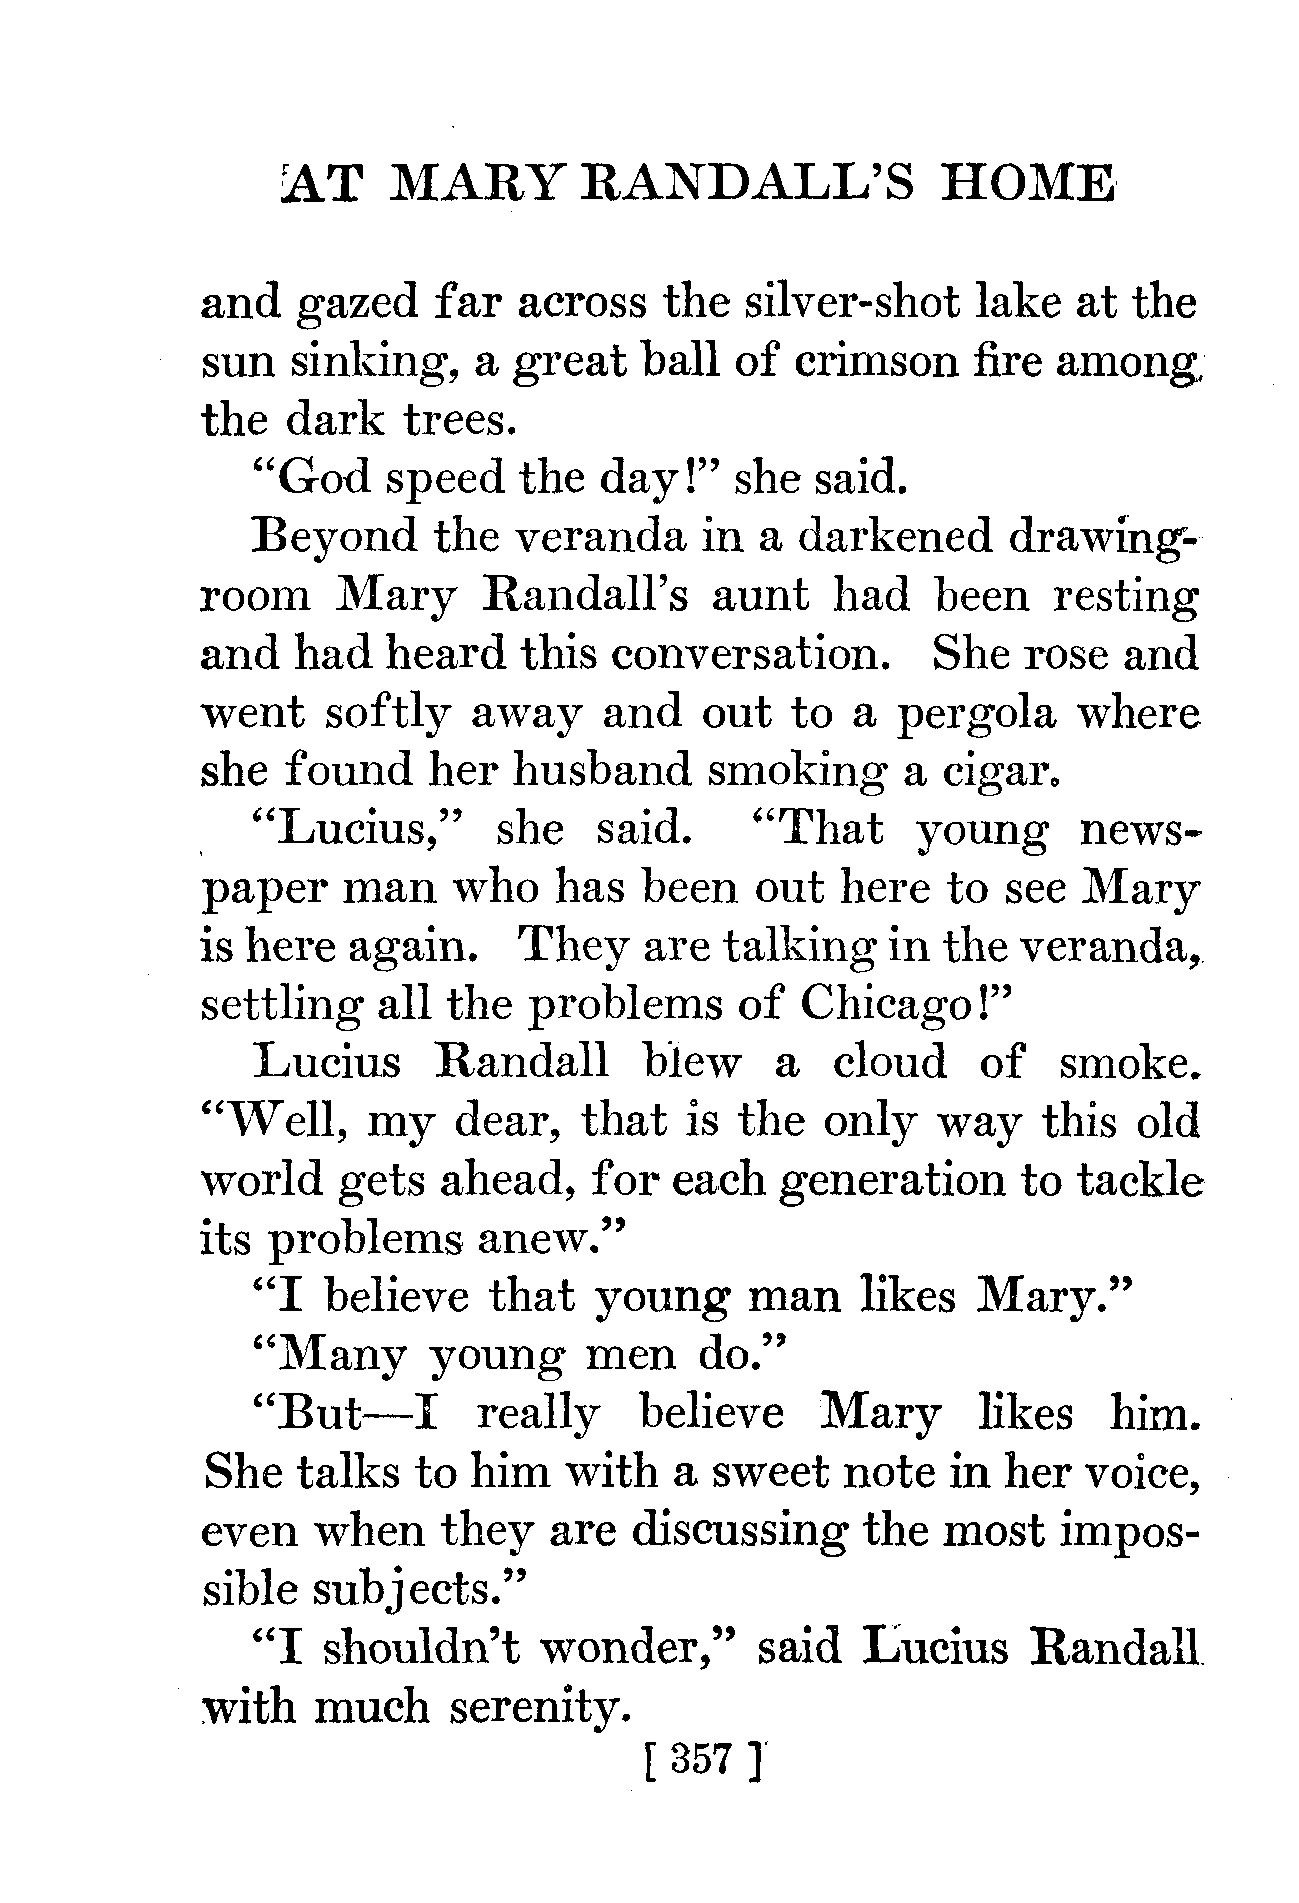 AT MARY RANDALL'S HOME
and gazed far across the silver-shot lake at the
sun sinking, a great ball of crimson fire among
the dark trees.
"God speed the day!" she said.
Beyond the veranda in a darkened drawing-
room Mary Randall's aunt had been resting
and had heard this conversation. She rose and
went softly away and out to a pergola where
she found her husband smoking a cigar.
"Lucius," she said. "That young news-
paper man who has been out here to see Mary
is here again. They are talking in the veranda,
settling all the problems of Chicago!"
Lucius Randall blew a cloud of smoke.
"Well, my dear, that is the only way this old
world gets ahead, for each generation to tackle
its problems anew."
"I believe that young man likes Mary."
"Many young men do."
"But—I really believe Mary likes him.
She talks to him with a sweet note in her voice,
even when they are discussing the most impos-
sible subjects."
"I shouldn't wonder," said Lucius Randall
with much serenity.
[ 357 ]